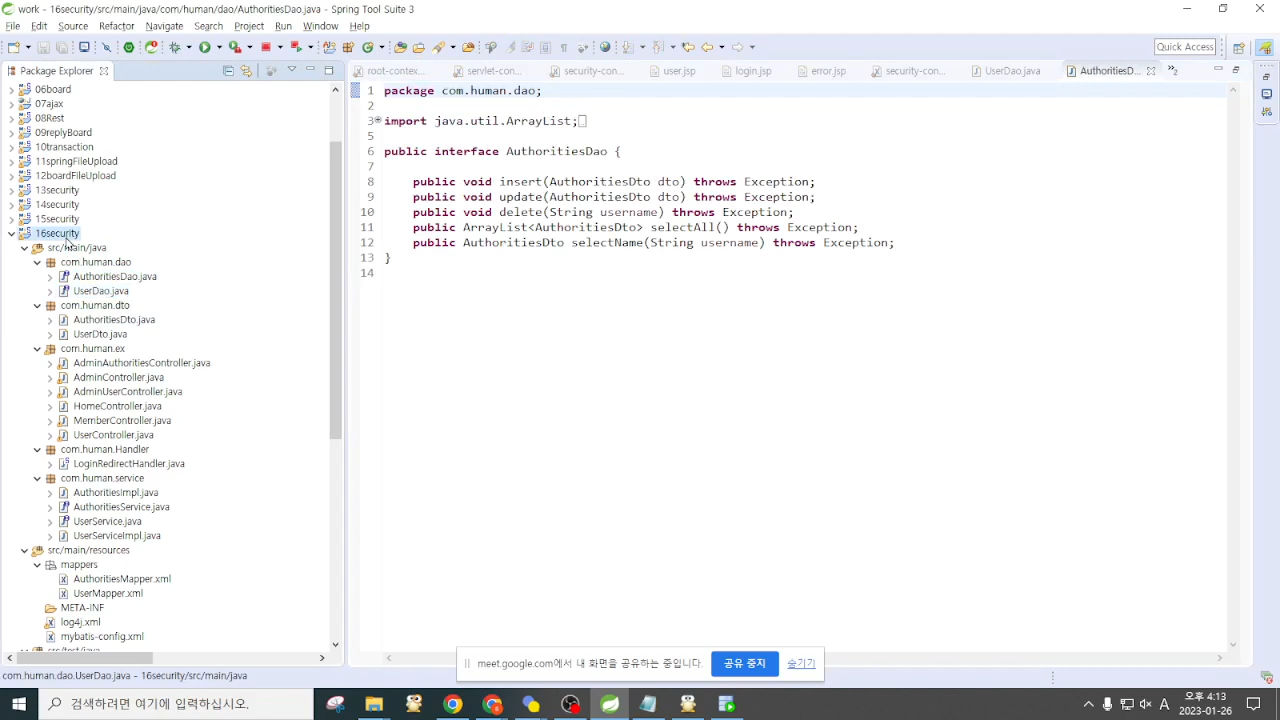 work - 16security/src/main/java/com/human/dao/AuthoritiesDao.java - Spring Tool Suite 3
File Edit Source Refactor Navigate Search Project Run Window Help
Quick Access
Package Explorer
root-contex...
servlet-con...
security-con...
user.jsp
login.jsp
error.jsp
security-con...
UserDao.java
AuthoritiesD...
»2
06board
07ajax
08Rest
09replyBoard
10transaction
11springFileUpload
12boardFileUpload
13security
14security
15security
16security
src/main/java
com.human.dao
AuthoritiesDao.java
UserDao.java
com.human.dto
AuthoritiesDto.java
UserDto.java
com.human.ex
AdminAuthoritiesController.java
AdminController.java
AdminUserController.java
HomeController.java
MemberController.java
UserController.java
com.human.Handler
LoginRedirectHandler.java
com.human.service
AuthoritiesImpl.java
AuthoritiesService.java
UserService.java
UserServiceImpl.java
src/main/resources
mappers
AuthoritiesMapper.xml
UserMapper.xml
META-INF
log4j.xml
mybatis-config.xml
src/test/java
1 package com.human.dao;
2
3 import java.util.ArrayList;
5
6 public interface AuthoritiesDao {
7
8 public void insert(AuthoritiesDto dto) throws Exception;
9 public void update(AuthoritiesDto dto) throws Exception;
10 public void delete(String username) throws Exception;
11 public ArrayList<AuthoritiesDto> selectAll() throws Exception;
12 public AuthoritiesDto selectName(String username) throws Exception;
13 }
14
meet.google.com에서 내 화면을 공유하는 중입니다. 공유 중지 숨기기
com.human.dao.AuthoritiesDao.java - 16security/src/main/java
검색하려면 여기에 입력하십시오.
A
오후 4:13
2023-01-26